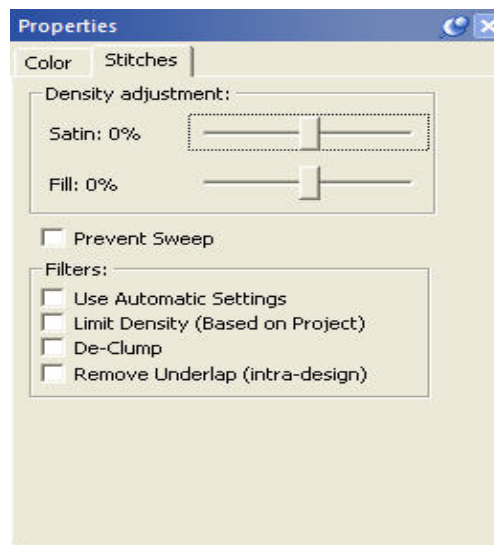 Properties
Color Stitches
Density adjustment:
Satin: 0%
Fill: 0%
Prevent Sweep
Filters:
Use Automatic Settings
Limit Density (Based on Project)
De-Clump
Remove Underlap (intra-design)